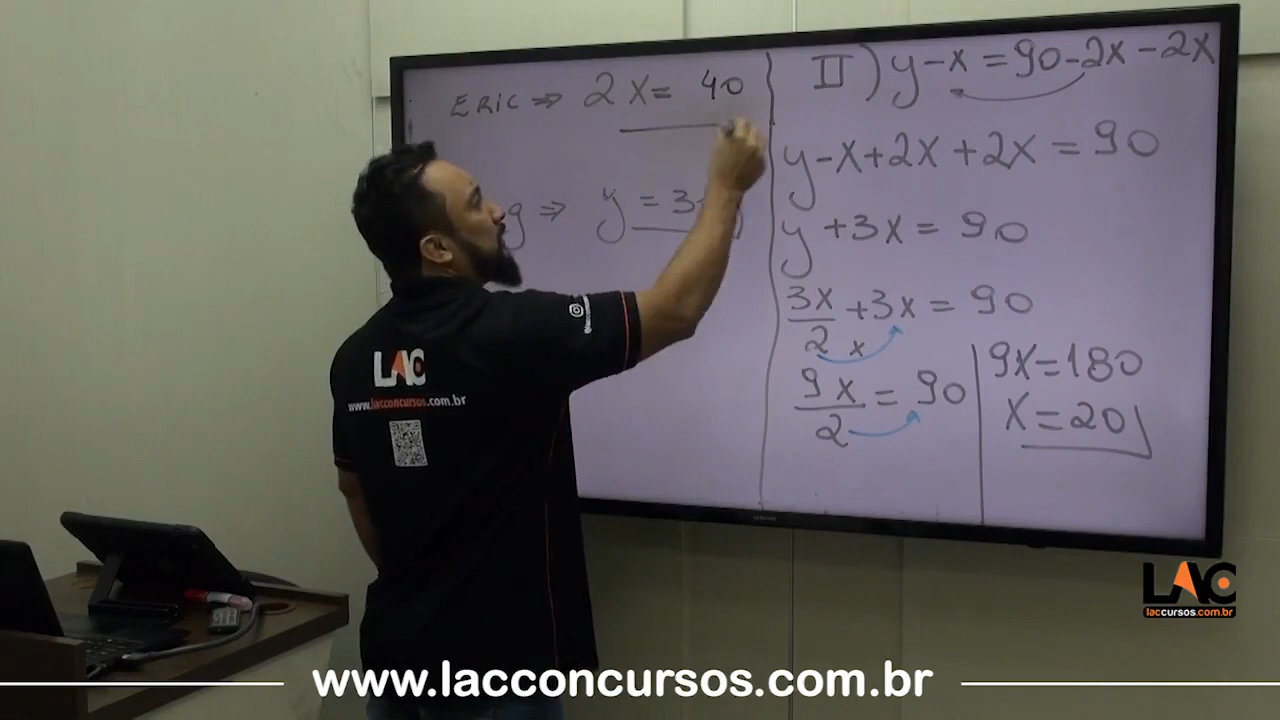 ERIC ⇒ 2X = 40
g ⇒ y = 3
II) y - x = 90 - 2x - 2x
y - x + 2x + 2x = 90
y + 3x = 90
3x/2 + 3x = 90
x
9x/2 = 90
9x = 180
x = 20
LAC
www.lacconcursos.com.br
LAC
laccursos.com.br
www.lacconcursos.com.br